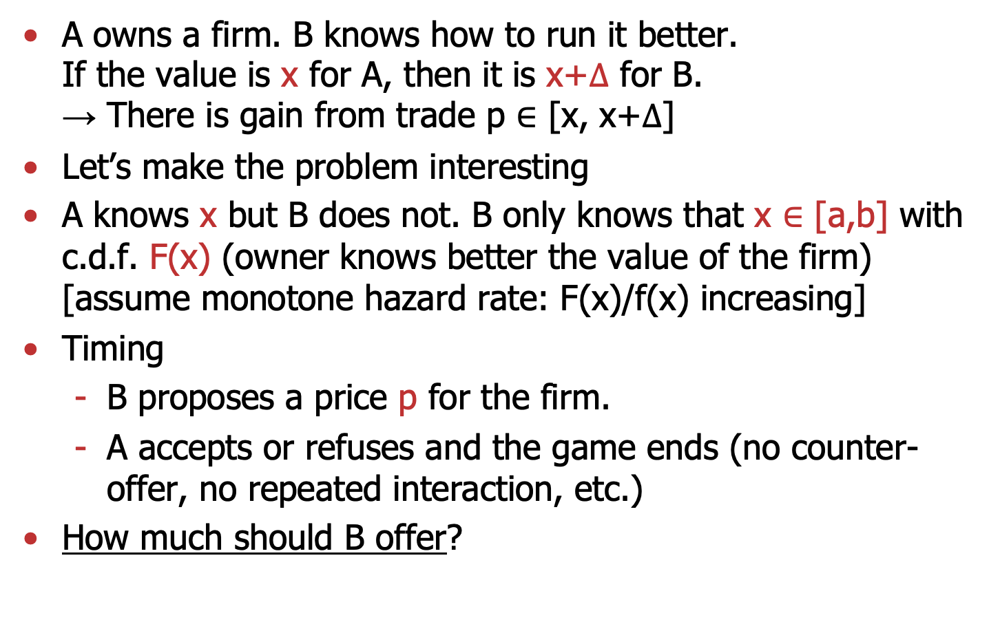 • A owns a firm. B knows how to run it better.
If the value is x for A, then it is x+Δ for B.
→ There is gain from trade p ∈ [x, x+Δ]
• Let’s make the problem interesting
• A knows x but B does not. B only knows that x ∈ [a,b] with
c.d.f. F(x) (owner knows better the value of the firm)
[assume monotone hazard rate: F(x)/f(x) increasing]
• Timing
- B proposes a price p for the firm.
- A accepts or refuses and the game ends (no counter-
offer, no repeated interaction, etc.)
• How much should B offer?